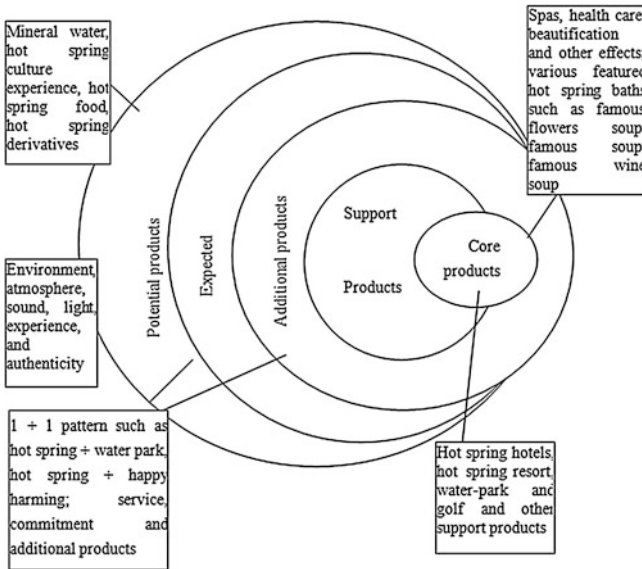 Mineral water,
hot spring
culture
experience, hot
spring food,
hot spring
derivatives
Spas, health care,
beautification
and other effects;
various featured
hot spring baths
such as famous
flowers soup,
famous soup,
famous wine
soup
Support
Products
Core
products
Potential products
Expected
Additional products
Environment,
atmosphere,
sound, light,
experience,
and
authenticity
1 + 1 pattern such as
hot spring + water park,
hot spring + happy
harming; service,
commitment and
additional products
Hot spring hotels,
hot spring resort,
water-park and
golf and other
support products